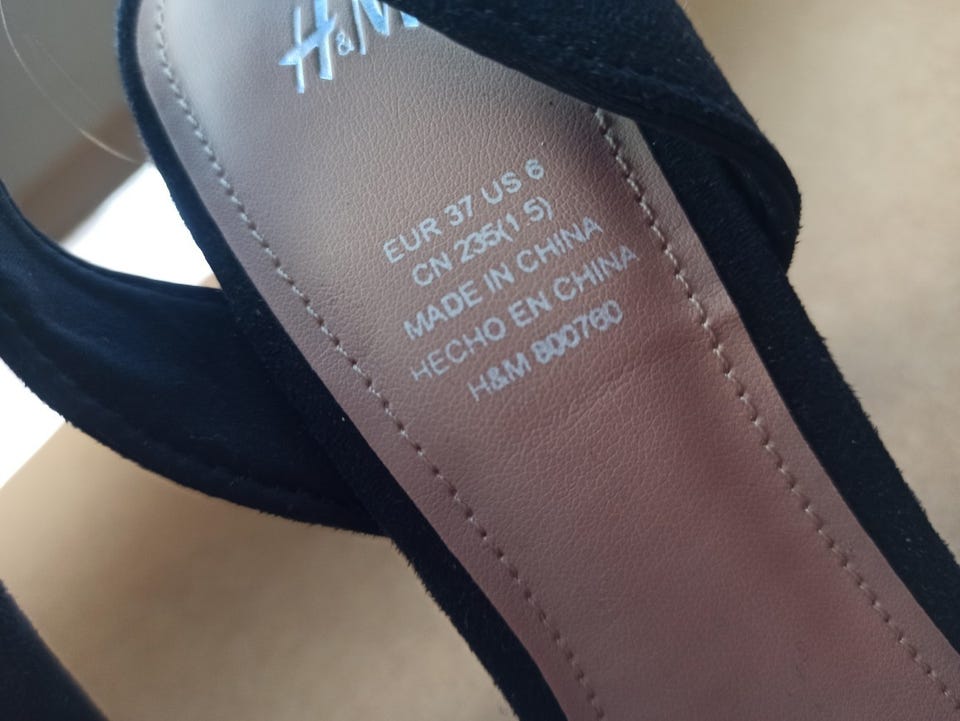 H&M
EUR 37 US 6
CN 235(1.5)
MADE IN CHINA
HECHO EN CHINA
H&M 800760